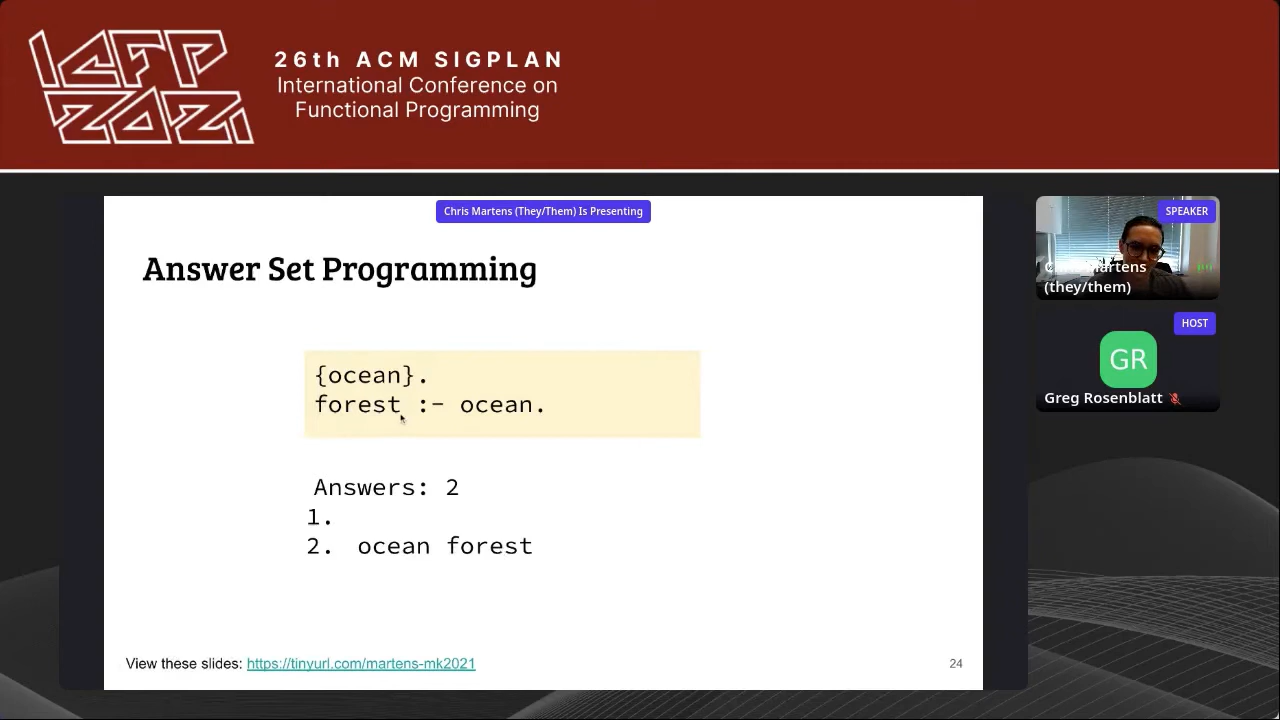 ICFP
2021
26th ACM SIGPLAN
International Conference on
Functional Programming
Chris Martens (They/Them) Is Presenting
Answer Set Programming
{ocean}.
forest :- ocean.
Answers: 2
1.
2. ocean forest
View these slides: https://tinyurl.com/martens-mk2021
24
SPEAKER
Martens
(they/them)
HOST
GR
Greg Rosenblatt